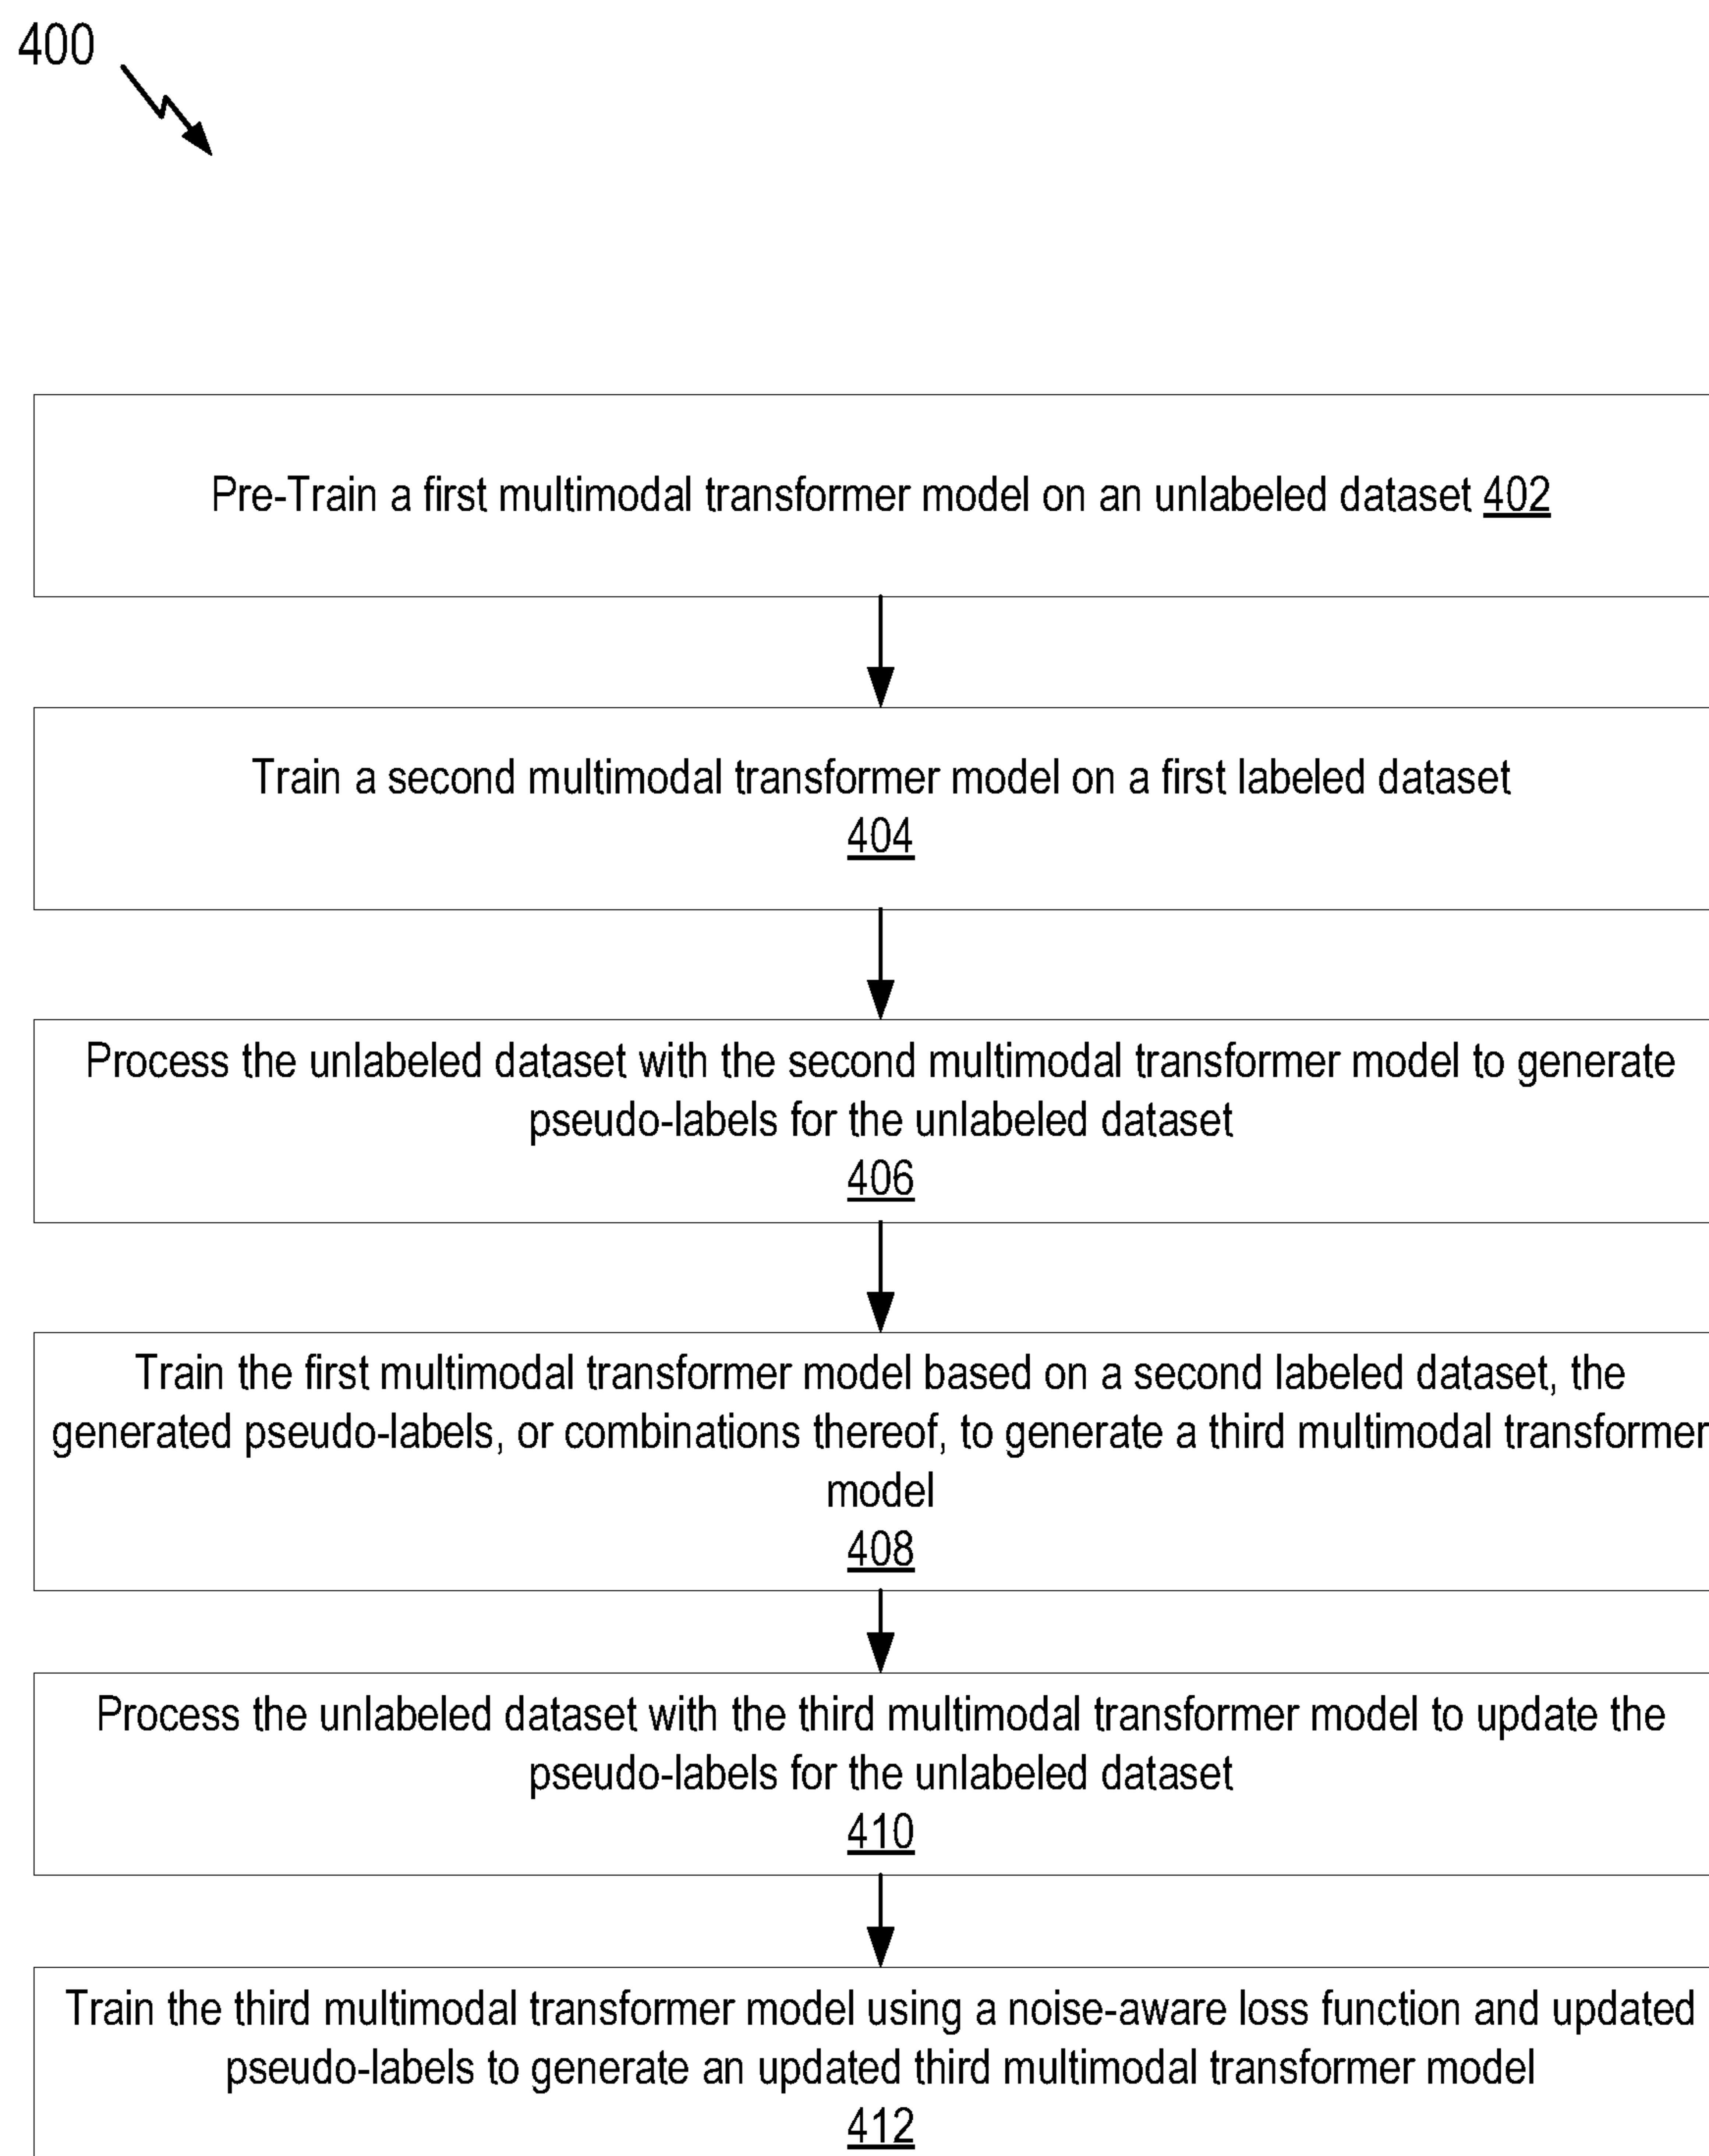 400
Pre-Train a first multimodal transformer model on an unlabeled dataset 402
Train a second multimodal transformer model on a first labeled dataset
404
Process the unlabeled dataset with the second multimodal transformer model to generate
pseudo-labels for the unlabeled dataset
406
Train the first multimodal transformer model based on a second labeled dataset, the
generated pseudo-labels, or combinations thereof, to generate a third multimodal transformer
model
408
Process the unlabeled dataset with the third multimodal transformer model to update the
pseudo-labels for the unlabeled dataset
410
Train the third multimodal transformer model using a noise-aware loss function and updated
pseudo-labels to generate an updated third multimodal transformer model
412